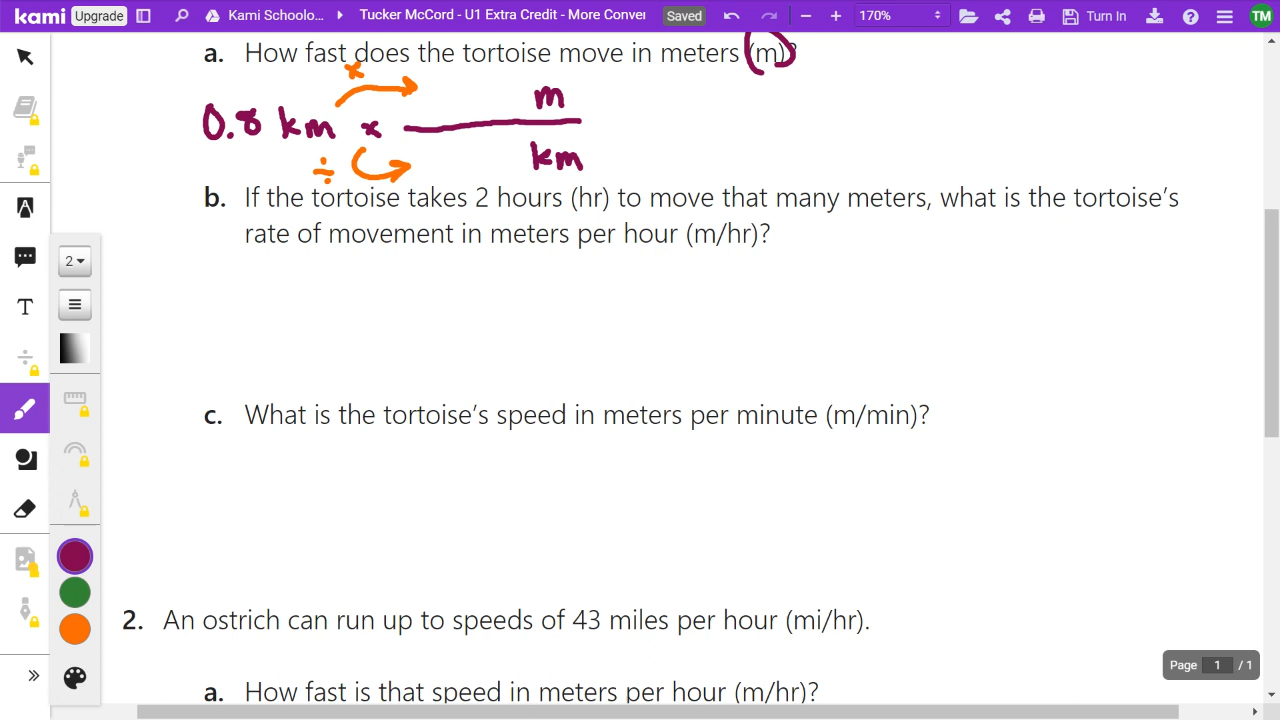 kami Upgrade Kami Schoolo... Tucker McCord - U1 Extra Credit - More Conver Saved 170% Turn In TM
a. How fast does the tortoise move in meters (m)?
x
0.8 km x m
km
÷
b. If the tortoise takes 2 hours (hr) to move that many meters, what is the tortoise's
rate of movement in meters per hour (m/hr)?
2
T
c. What is the tortoise's speed in meters per minute (m/min)?
2. An ostrich can run up to speeds of 43 miles per hour (mi/hr).
Page 1 / 1
a. How fast is that speed in meters per hour (m/hr)?